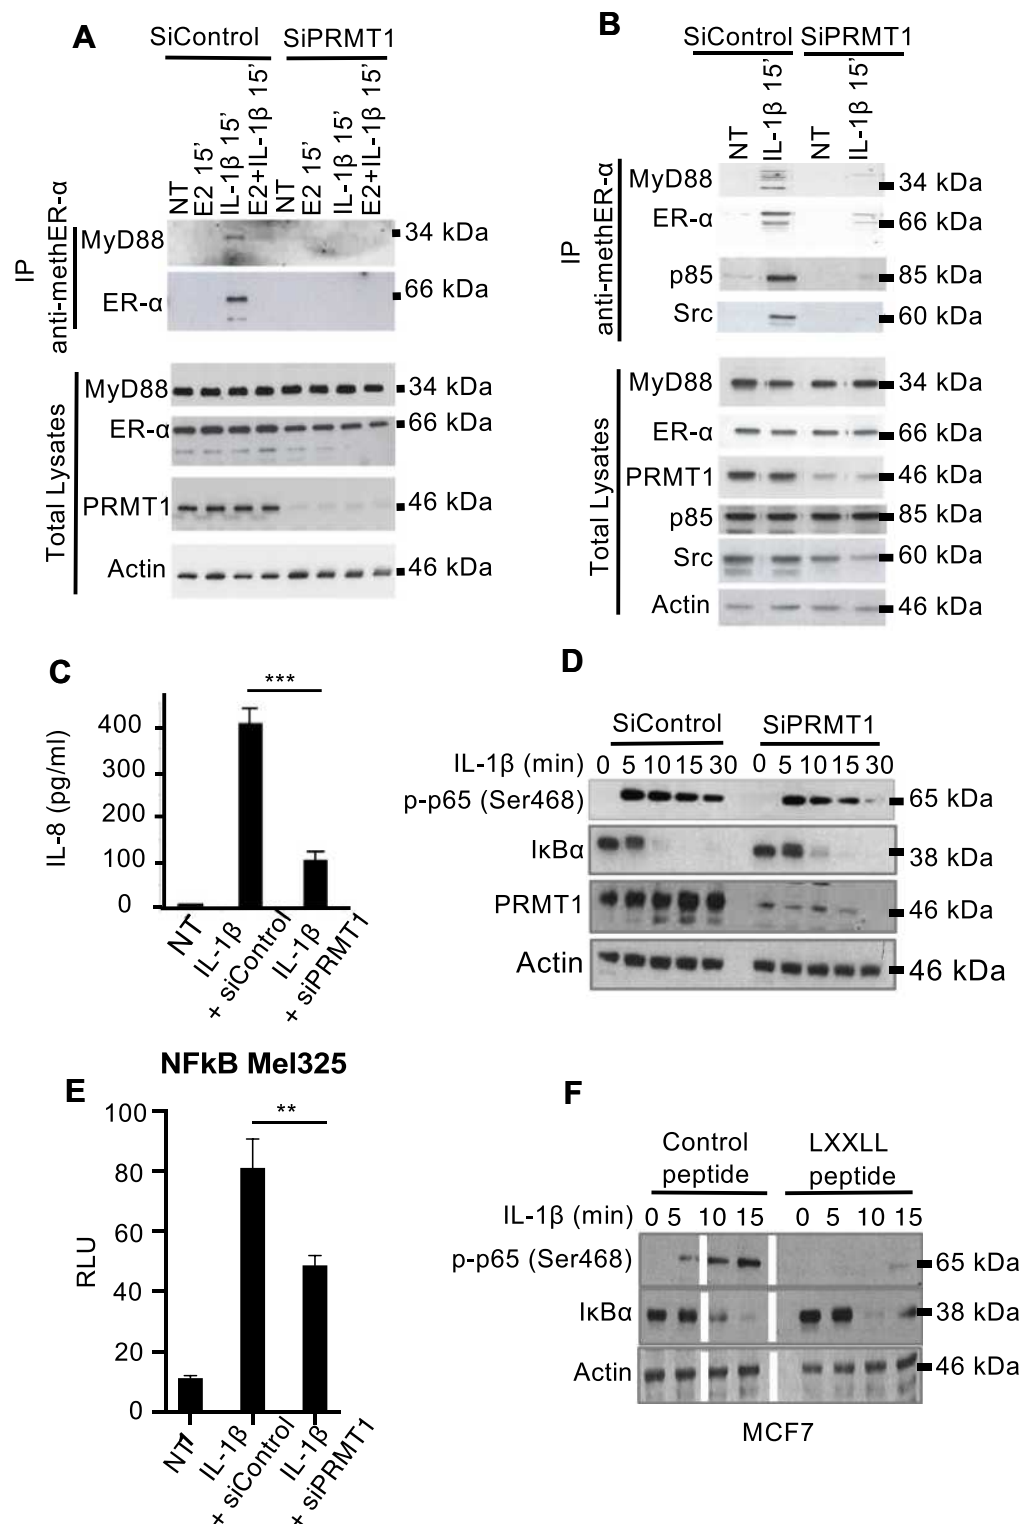 A
SiControl SiPRMT1
NT
E2 15’
IL-1β 15’
E2+IL-1β 15’
NT
E2 15’
IL-1β 15’
E2+IL-1β 15’
IP
anti-methER-α
MyD88 34 kDa
ER-α 66 kDa
Total Lysates
MyD88 34 kDa
ER-α 66 kDa
PRMT1 46 kDa
Actin 46 kDa
B
SiControl SiPRMT1
NT
IL-1β 15’
NT
IL-1β 15’
IP
anti-methER-α
MyD88 34 kDa
ER-α 66 kDa
p85 85 kDa
Src 60 kDa
Total Lysates
MyD88 34 kDa
ER-α 66 kDa
PRMT1 46 kDa
p85 85 kDa
Src 60 kDa
Actin 46 kDa
C
***
IL-8 (pg/ml)
400
300
200
100
0
NT
IL-1β
+ siControl
IL-1β
+ siPRMT1
D
SiControl SiPRMT1
IL-1β (min) 0 5 10 15 30 0 5 10 15 30
p-p65 (Ser468) 65 kDa
IκBα 38 kDa
PRMT1 46 kDa
Actin 46 kDa
NFkB Mel325
E
**
RLU
100
80
60
40
20
0
NT
IL-1β
+ siControl
IL-1β
+ siPRMT1
F
Control
peptide
LXXLL
peptide
IL-1β (min) 0 5 10 15 0 5 10 15
p-p65 (Ser468) 65 kDa
IκBα 38 kDa
Actin 46 kDa
MCF7